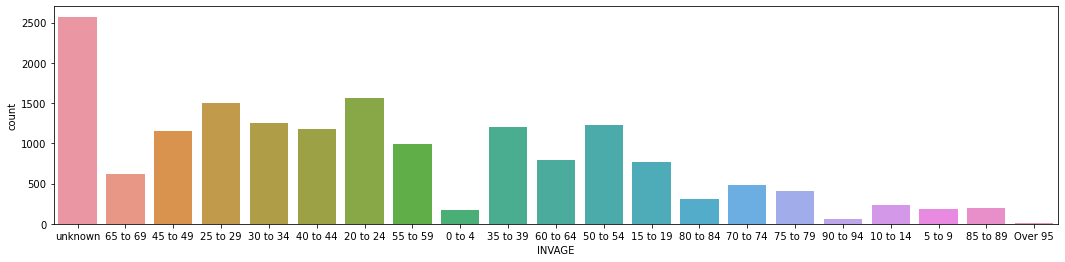 2500
2000
1500
1000
500
0
count
unknown 65 to 69 45 to 49 25 to 29 30 to 34 40 to 44 20 to 24 55 to 59 0 to 4 35 to 39 60 to 64 50 to 54 15 to 19 80 to 84 70 to 74 75 to 79 90 to 94 10 to 14 5 to 9 85 to 89 Over 95
INVAGE